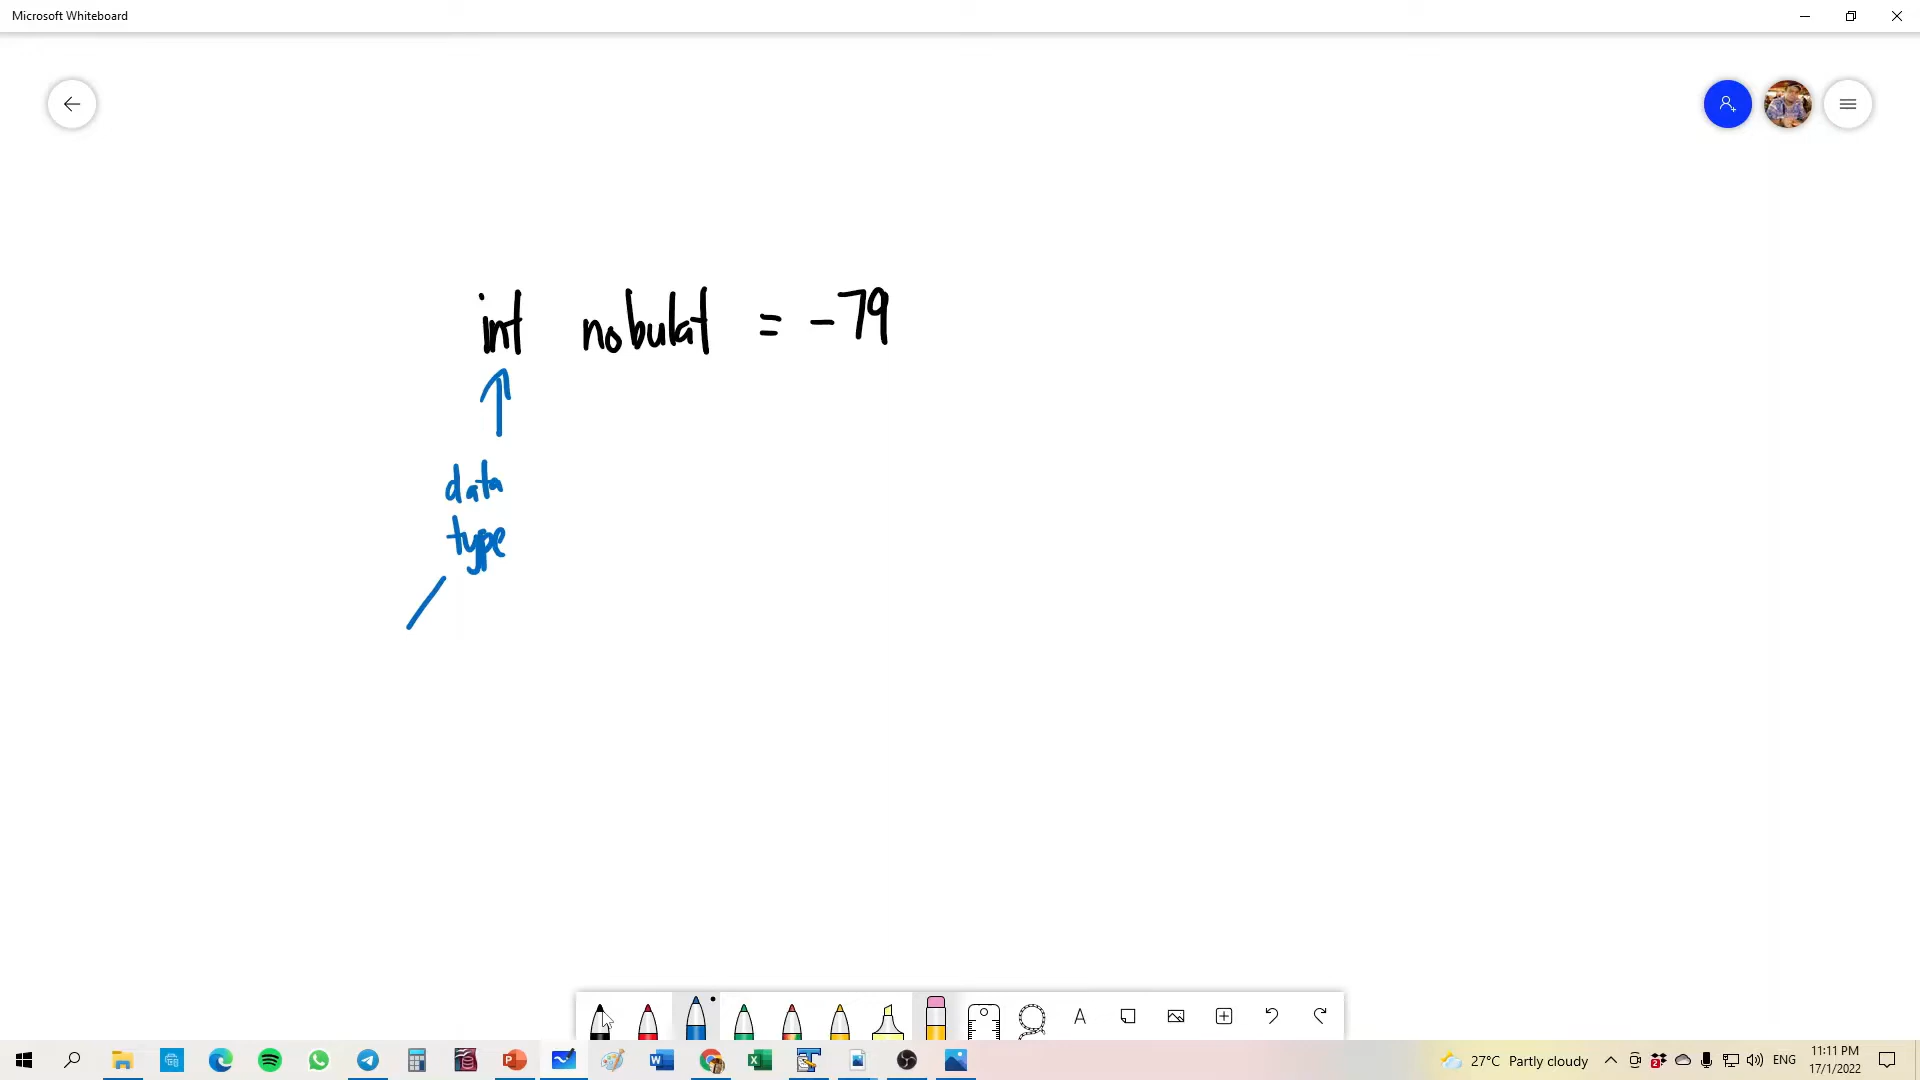 Microsoft Whiteboard
int nobulat = -79
data
type
A
27°C Partly cloudy
ENG
11:11 PM
17/1/2022